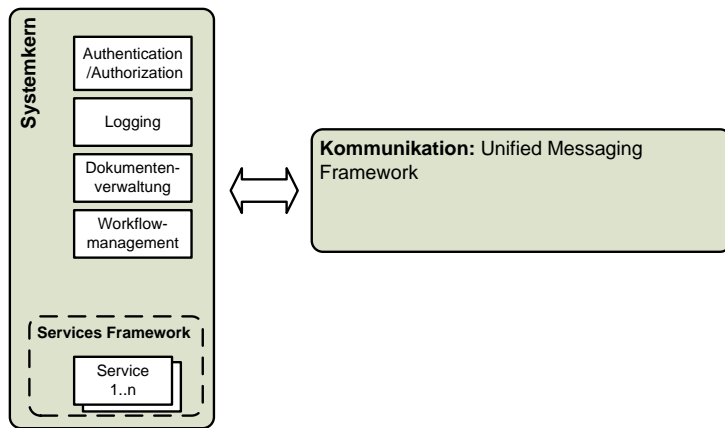 Systemkern
Authentication
/Authorization
Logging
Dokumenten-
verwaltung
Workflow-
management
Services Framework
Service
1..n
Kommunikation: Unified Messaging
Framework